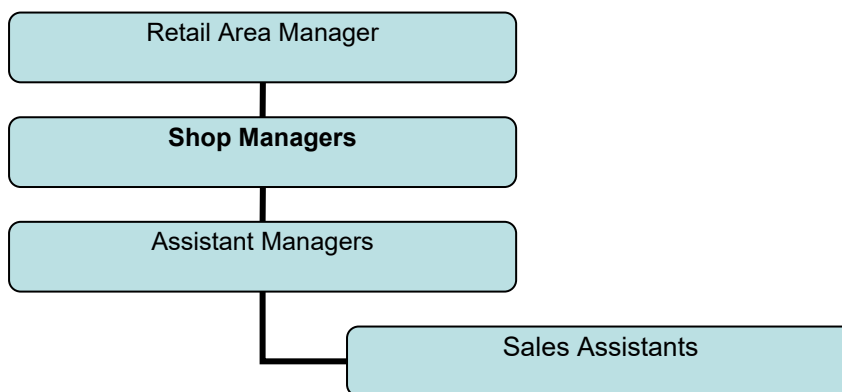 Retail Area Manager
Shop Managers
Assistant Managers
Sales Assistants